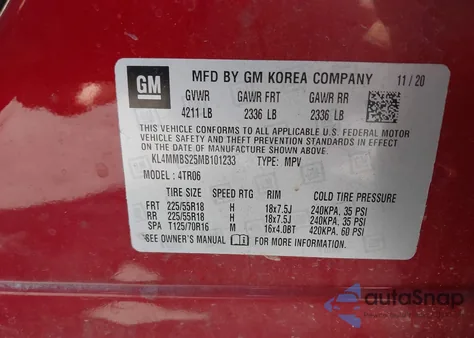 GM
MFD BY GM KOREA COMPANY 11/20
GVWR GAWR FRT GAWR RR
4211 LB 2336 LB 2336 LB
THIS VEHICLE CONFORMS TO ALL APPLICABLE U.S. FEDERAL MOTOR
VEHICLE SAFETY AND THEFT PREVENTION STANDARDS IN EFFECT ON
THE DATE OF MANUFACTURE SHOWN ABOVE.
KL4MMBS25MB101233 TYPE: MPV
MODEL: 4TR06
TIRE SIZE SPEED RTG RIM COLD TIRE PRESSURE
FRT 225/55R18 H 18x7.5J 240KPA, 35 PSI
RR 225/55R18 H 18x7.5J 240KPA, 35 PSI
SPA T125/70R16 M 16x4.0BT 420KPA, 60 PSI
SEE OWNER'S MANUAL FOR MORE INFORMATION.
autoSnap